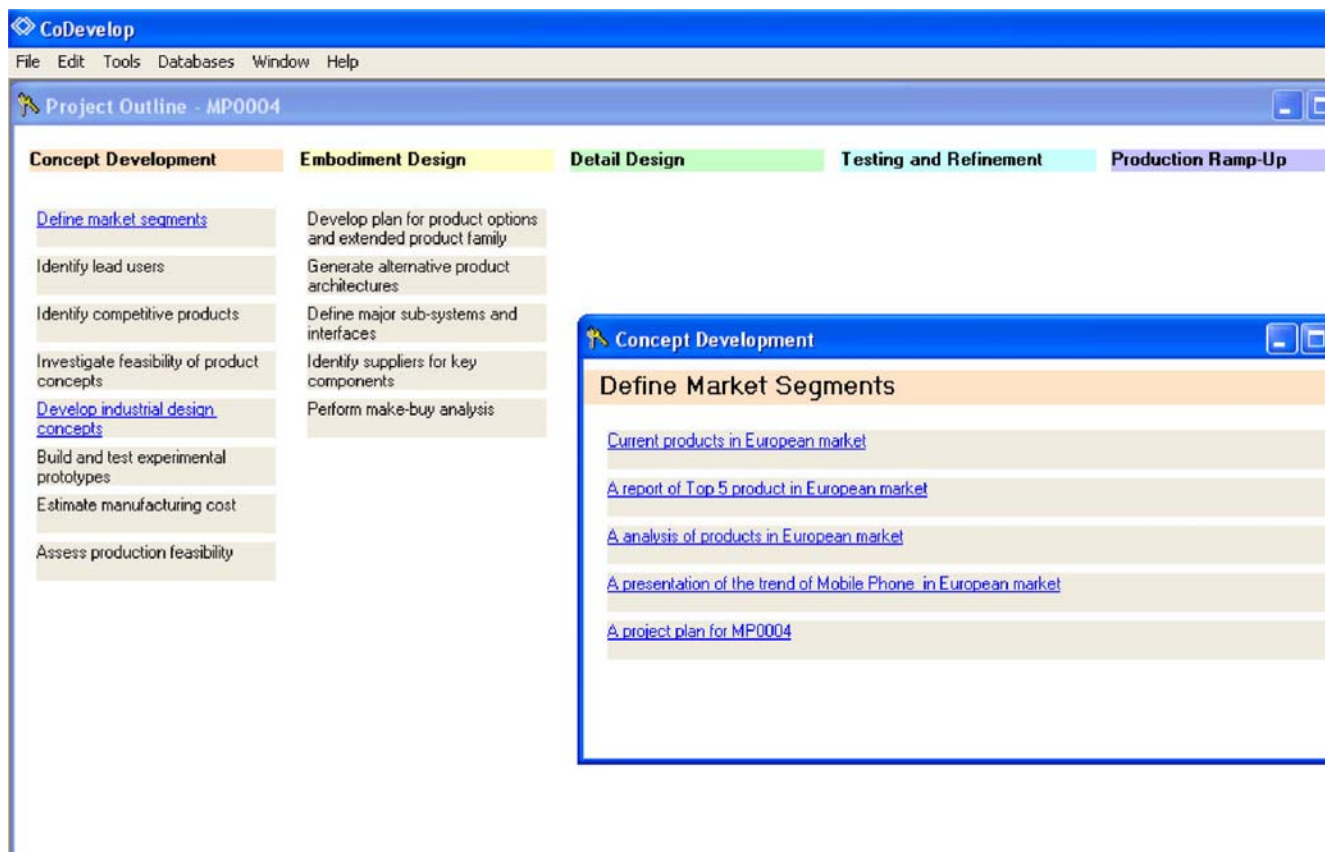 CoDevelop
File Edit Tools Databases Window Help
Project Outline - MP0004
Concept Development
Embodiment Design
Detail Design
Testing and Refinement
Production Ramp-Up
Define market segments
Identify lead users
Identify competitive products
Investigate feasibility of product
concepts
Develop industrial design
concepts
Build and test experimental
prototypes
Estimate manufacturing cost
Assess production feasibility
Develop plan for product options
and extended product family
Generate alternative product
architectures
Define major sub-systems and
interfaces
Identify suppliers for key
components
Perform make-buy analysis
Concept Development
Define Market Segments
Current products in European market
A report of Top 5 product in European market
A analysis of products in European market
A presentation of the trend of Mobile Phone in European market
A project plan for MP0004